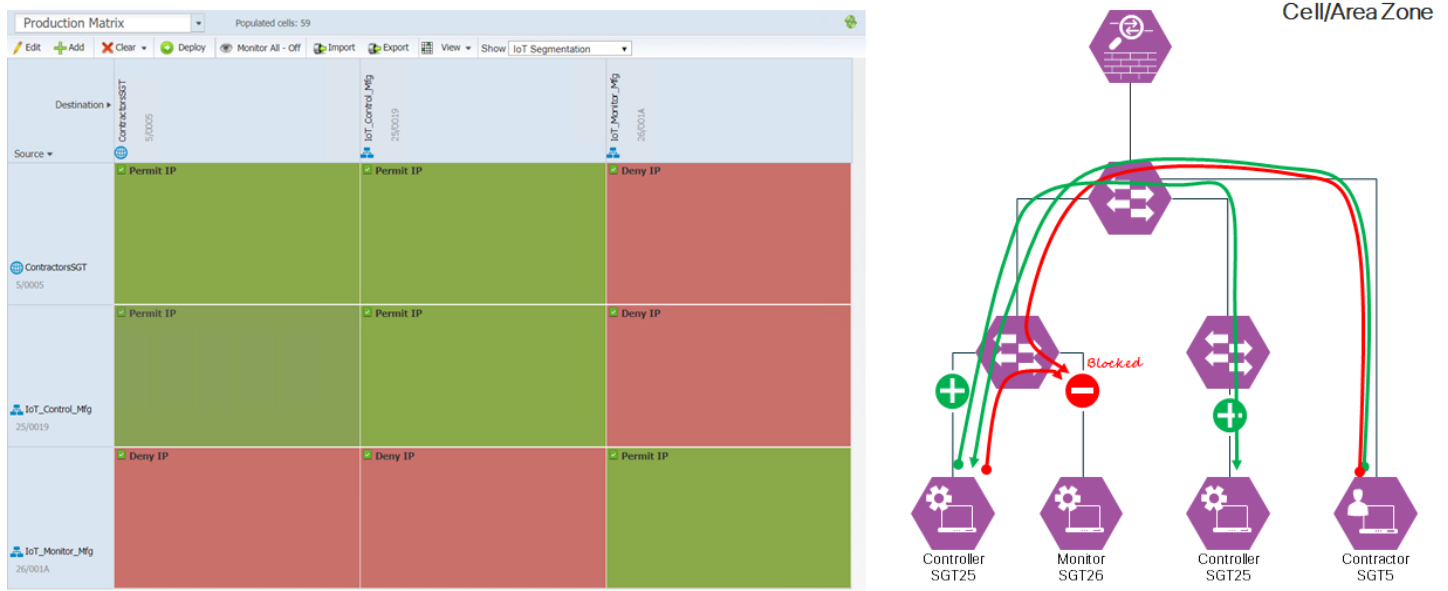 Production Matrix
Populated cells: 59
Edit Add Clear Deploy Monitor All - Off Import Export View Show IoT Segmentation
Destination
Source
ContractorsSGT
5/0005
IoT_Control_Mfg
25/0019
IoT_Monitor_Mfg
26/001A
ContractorsSGT
5/0005
Permit IP
Permit IP
Deny IP
IoT_Control_Mfg
25/0019
Permit IP
Permit IP
Deny IP
IoT_Monitor_Mfg
26/001A
Deny IP
Deny IP
Permit IP
Cell/Area Zone
Blocked
Controller
SGT25
Monitor
SGT26
Controller
SGT25
Contractor
SGT5